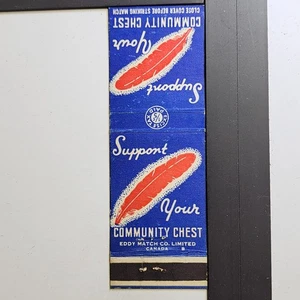 CLOSE COVER BEFORE STRIKING MATCH
COMMUNITY CHEST
Your
Support
Support
Your
COMMUNITY CHEST
EDDY MATCH CO. LIMITED
CANADA